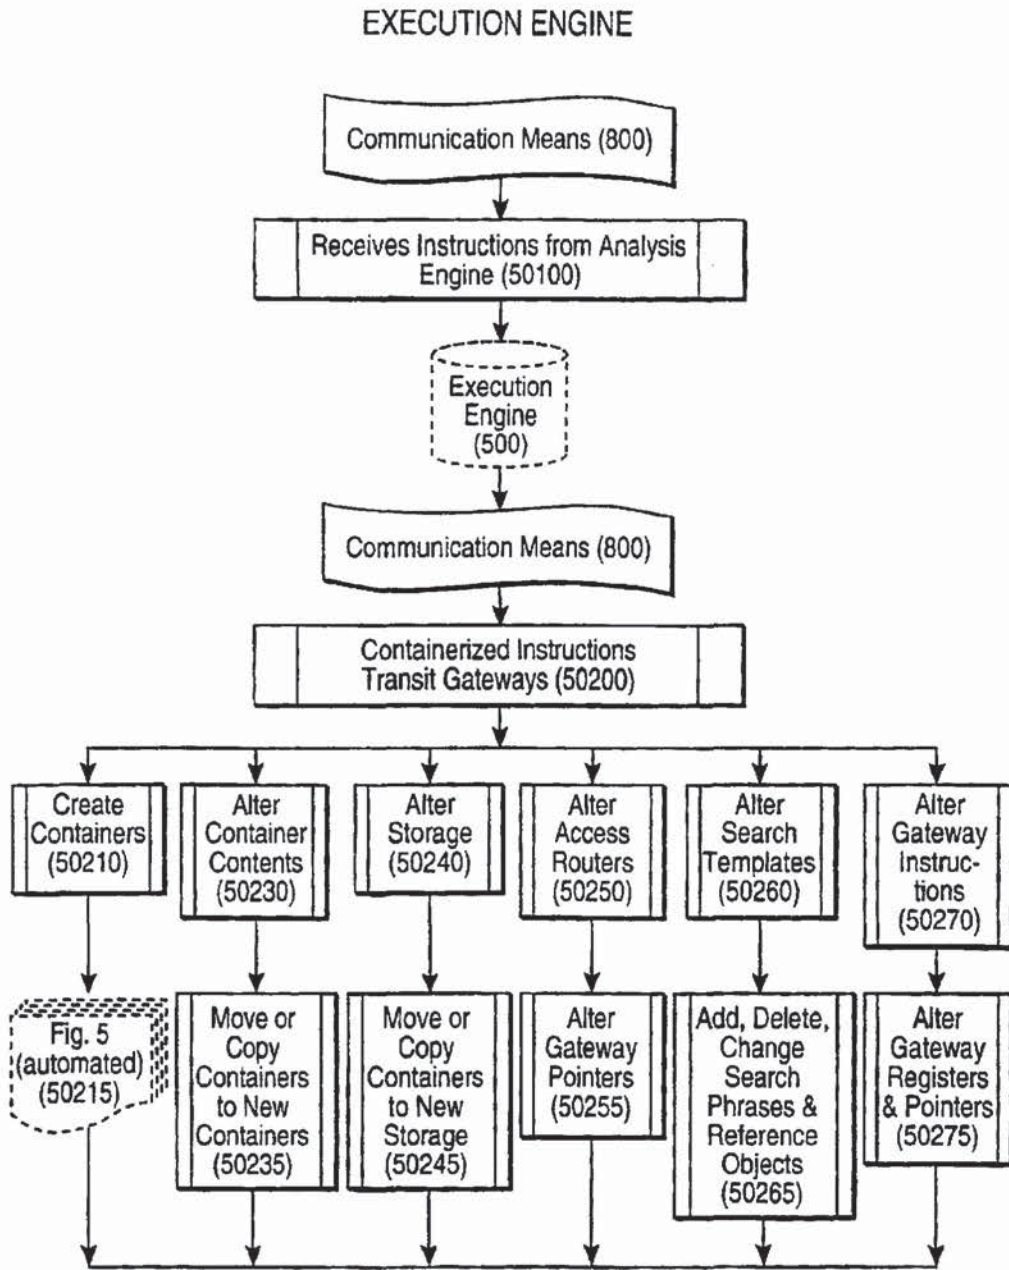 EXECUTION ENGINE
Communication Means (800)
Receives Instructions from Analysis
Engine (50100)
Execution
Engine
(500)
Communication Means (800)
Containerized Instructions
Transit Gateways (50200)
Create
Containers
(50210)
Alter
Container
Contents
(50230)
Alter
Storage
(50240)
Alter
Access
Routers
(50250)
Alter
Search
Templates
(50260)
Alter
Gateway
Instruc-
tions
(50270)
Fig. 5
(automated)
(50215)
Move or
Copy
Containers
to New
Containers
(50235)
Move or
Copy
Containers
to New
Storage
(50245)
Alter
Gateway
Pointers
(50255)
Add, Delete,
Change
Search
Phrases &
Reference
Objects
(50265)
Alter
Gateway
Registers
& Pointers
(50275)